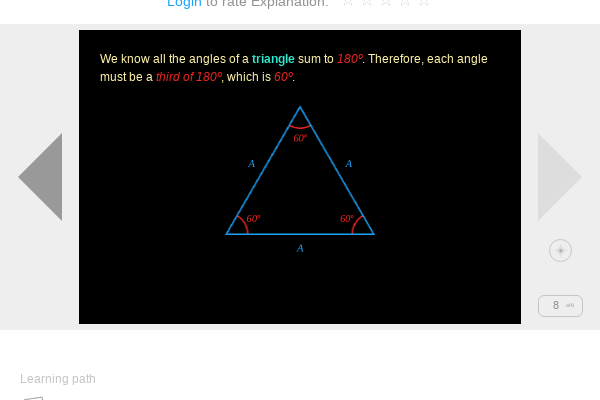 Login to rate Explanation:
We know all the angles of a triangle sum to 180º. Therefore, each angle
must be a third of 180º, which is 60º.
60º
A
A
60º
60º
A
8
Learning path